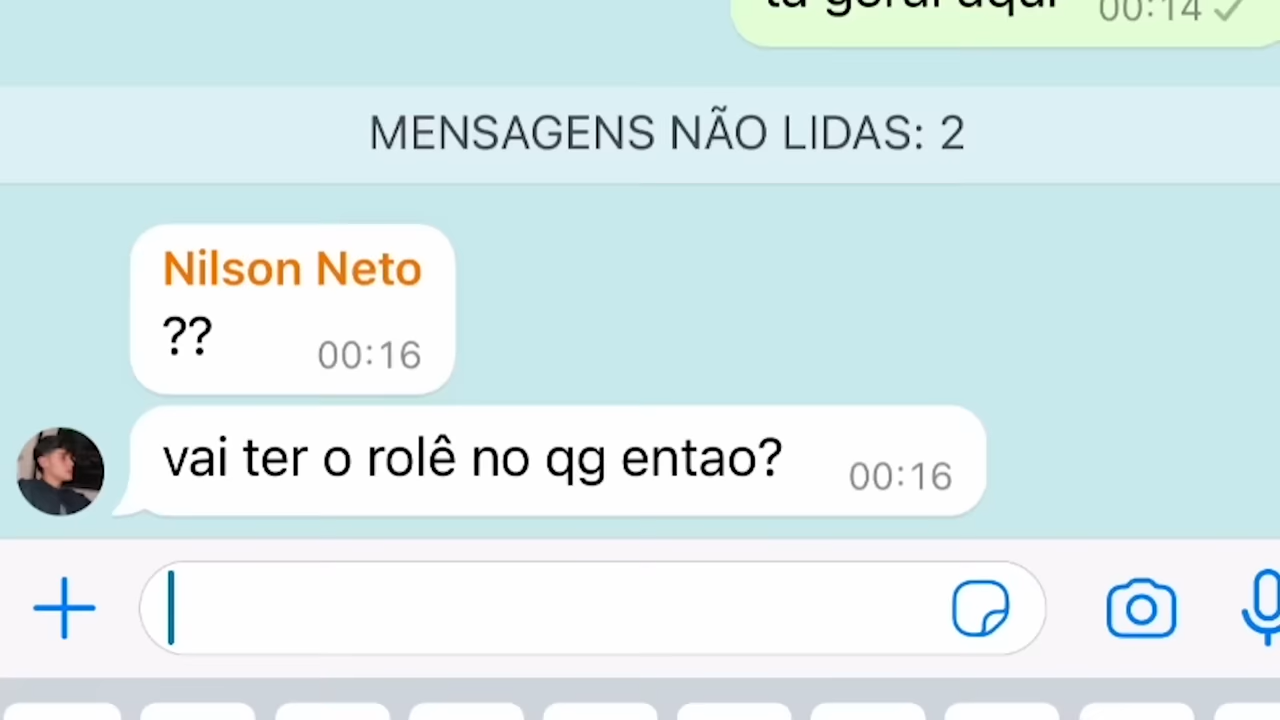 tá geral aqui 00:14
MENSAGENS NÃO LIDAS: 2
Nilson Neto
?? 00:16
vai ter o rolê no qg entao? 00:16